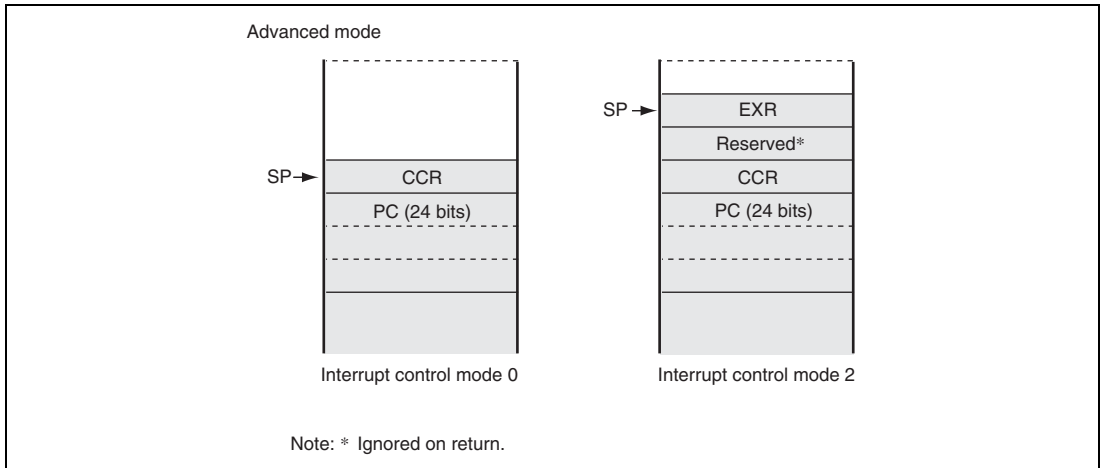 Advanced mode
SP
CCR
PC (24 bits)
Interrupt control mode 0
SP
EXR
Reserved*
CCR
PC (24 bits)
Interrupt control mode 2
Note: * Ignored on return.